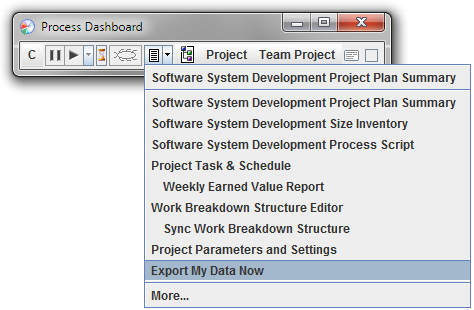 Process Dashboard
C Project Team Project
Software System Development Project Plan Summary
Software System Development Project Plan Summary
Software System Development Size Inventory
Software System Development Process Script
Project Task & Schedule
Weekly Earned Value Report
Work Breakdown Structure Editor
Sync Work Breakdown Structure
Project Parameters and Settings
Export My Data Now
More...